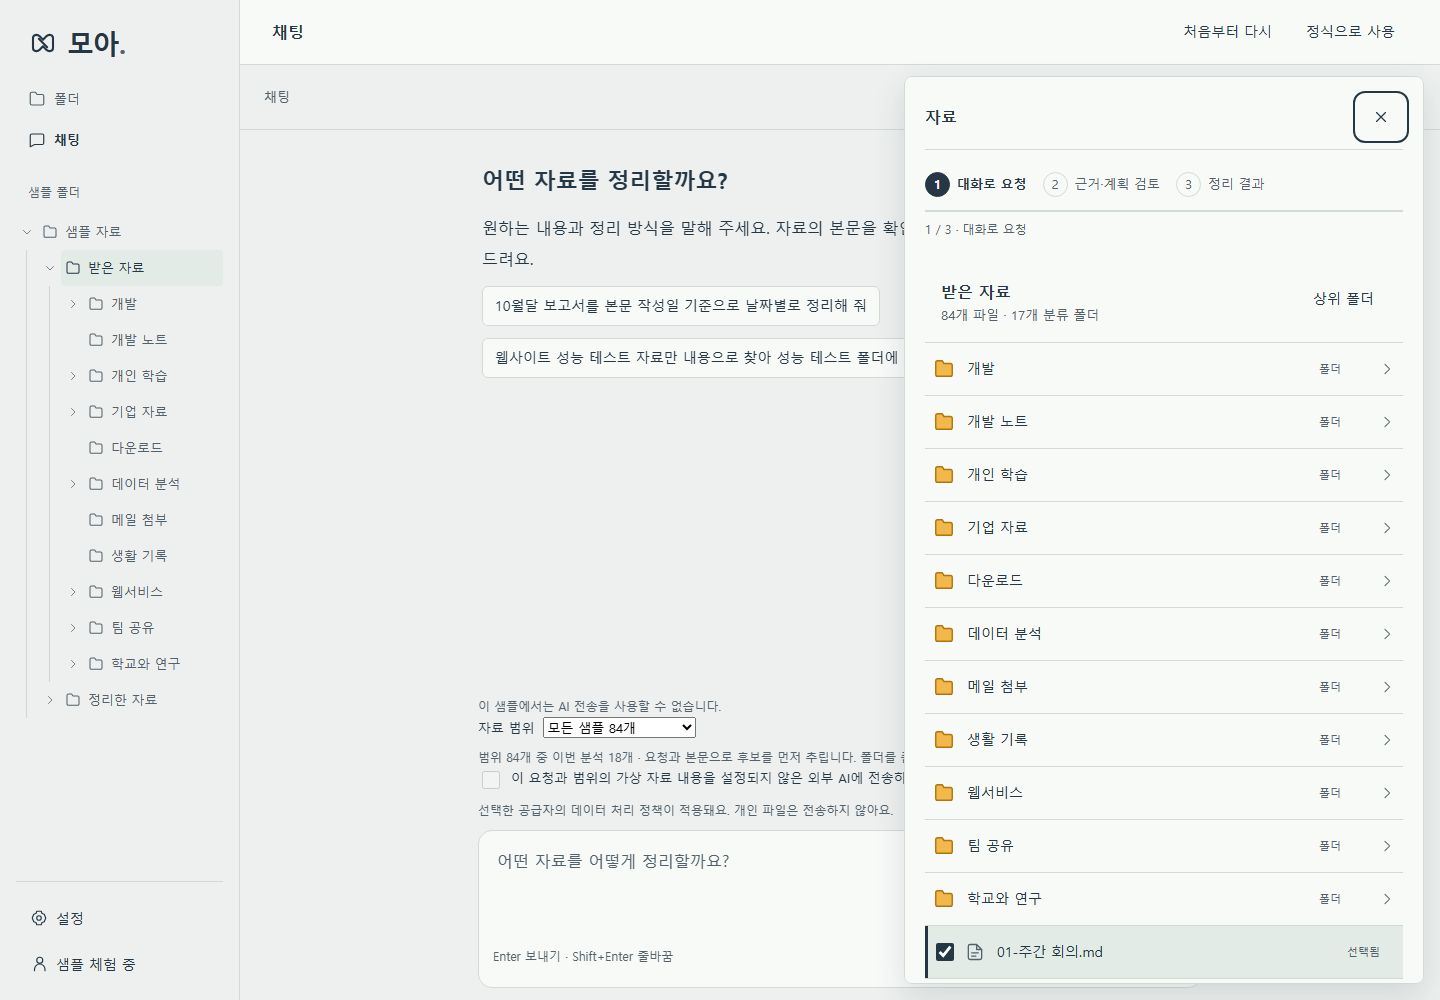 모아.
폴더
채팅
샘플 폴더
샘플 자료
받은 자료
개발
개발 노트
개인 학습
기업 자료
다운로드
데이터 분석
메일 첨부
생활 기록
웹서비스
팀 공유
학교와 연구
정리한 자료
설정
샘플 체험 중
채팅
처음부터 다시
정식으로 사용
채팅
어떤 자료를 정리할까요?
원하는 내용과 정리 방식을 말해 주세요. 자료의 본문을 확인
드려요.
10월달 보고서를 본문 작성일 기준으로 날짜별로 정리해 줘
웹사이트 성능 테스트 자료만 내용으로 찾아 성능 테스트 폴더에
이 샘플에서는 AI 전송을 사용할 수 없습니다.
자료 범위 모든 샘플 84개
범위 84개 중 이번 분석 18개 · 요청과 본문으로 후보를 먼저 추립니다. 폴더를
이 요청과 범위의 가상 자료 내용을 설정되지 않은 외부 AI에 전송하
선택한 공급자의 데이터 처리 정책이 적용돼요. 개인 파일은 전송하지 않아요.
어떤 자료를 어떻게 정리할까요?
Enter 보내기 · Shift+Enter 줄바꿈
자료
1 대화로 요청 2 근거·계획 검토 3 정리 결과
1 / 3 · 대화로 요청
받은 자료
84개 파일 · 17개 분류 폴더
상위 폴더
개발 폴더
개발 노트 폴더
개인 학습 폴더
기업 자료 폴더
다운로드 폴더
데이터 분석 폴더
메일 첨부 폴더
생활 기록 폴더
웹서비스 폴더
팀 공유 폴더
학교와 연구 폴더
01-주간 회의.md 선택됨